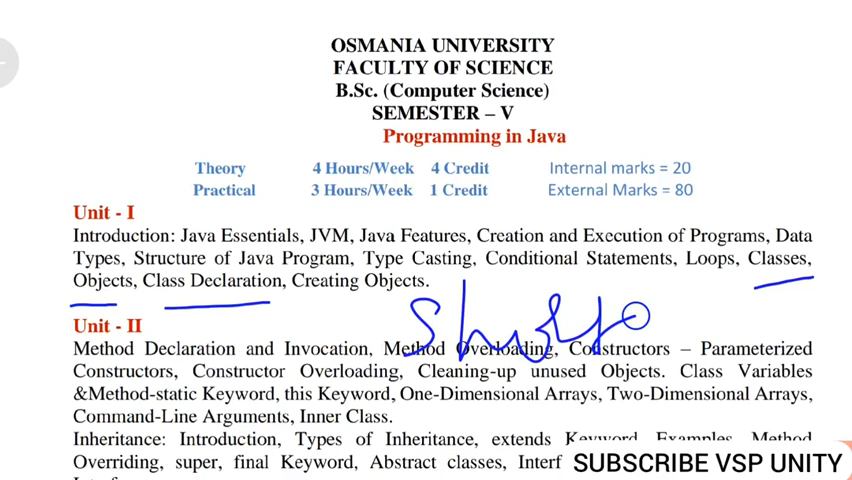 OSMANIA UNIVERSITY
FACULTY OF SCIENCE
B.Sc. (Computer Science)
SEMESTER – V
Programming in Java
Theory 4 Hours/Week 4 Credit Internal marks = 20
Practical 3 Hours/Week 1 Credit External Marks = 80
Unit - I
Introduction: Java Essentials, JVM, Java Features, Creation and Execution of Programs, Data
Types, Structure of Java Program, Type Casting, Conditional Statements, Loops, Classes,
Objects, Class Declaration, Creating Objects.
Unit - II
Method Declaration and Invocation, Method Overloading, Constructors – Parameterized
Constructors, Constructor Overloading, Cleaning-up unused Objects. Class Variables
&Method-static Keyword, this Keyword, One-Dimensional Arrays, Two-Dimensional Arrays,
Command-Line Arguments, Inner Class.
Inheritance: Introduction, Types of Inheritance, extends Keyword, Examples, Method
Overriding, super, final Keyword, Abstract classes, Interf
SUBSCRIBE VSP UNITY